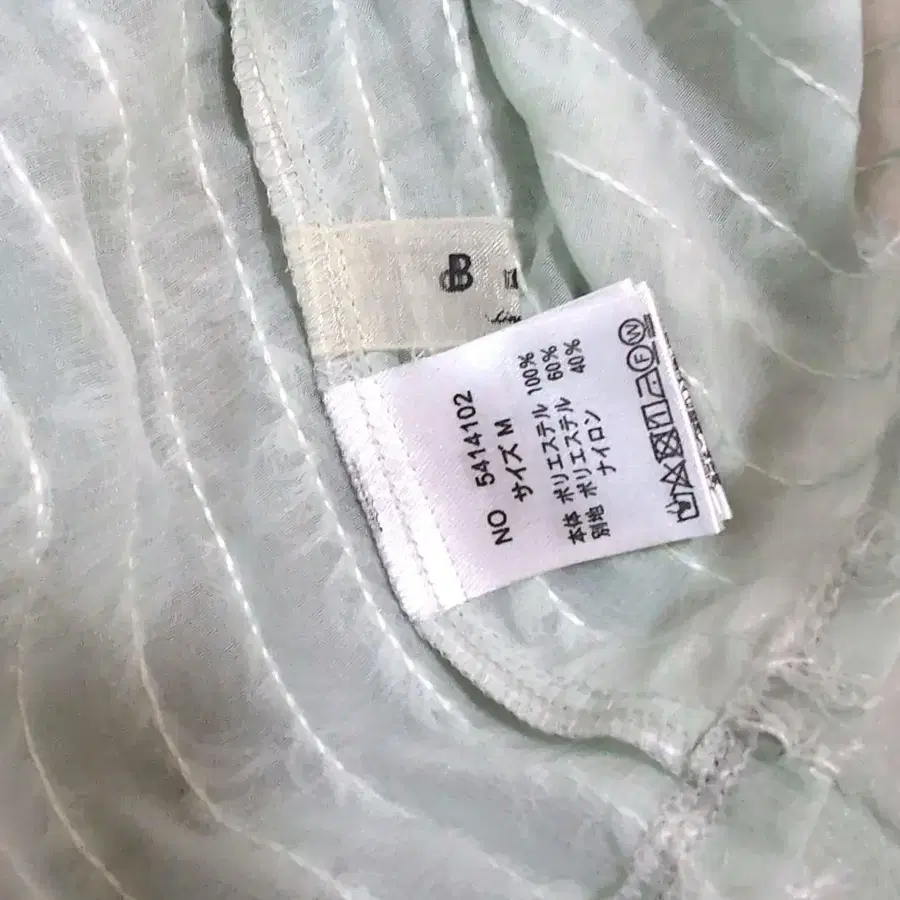 B
NO 5414102
サイズ M
本体 ポリエステル 100%
別地 ポリエステル 60%
ナイロン 40%
F W